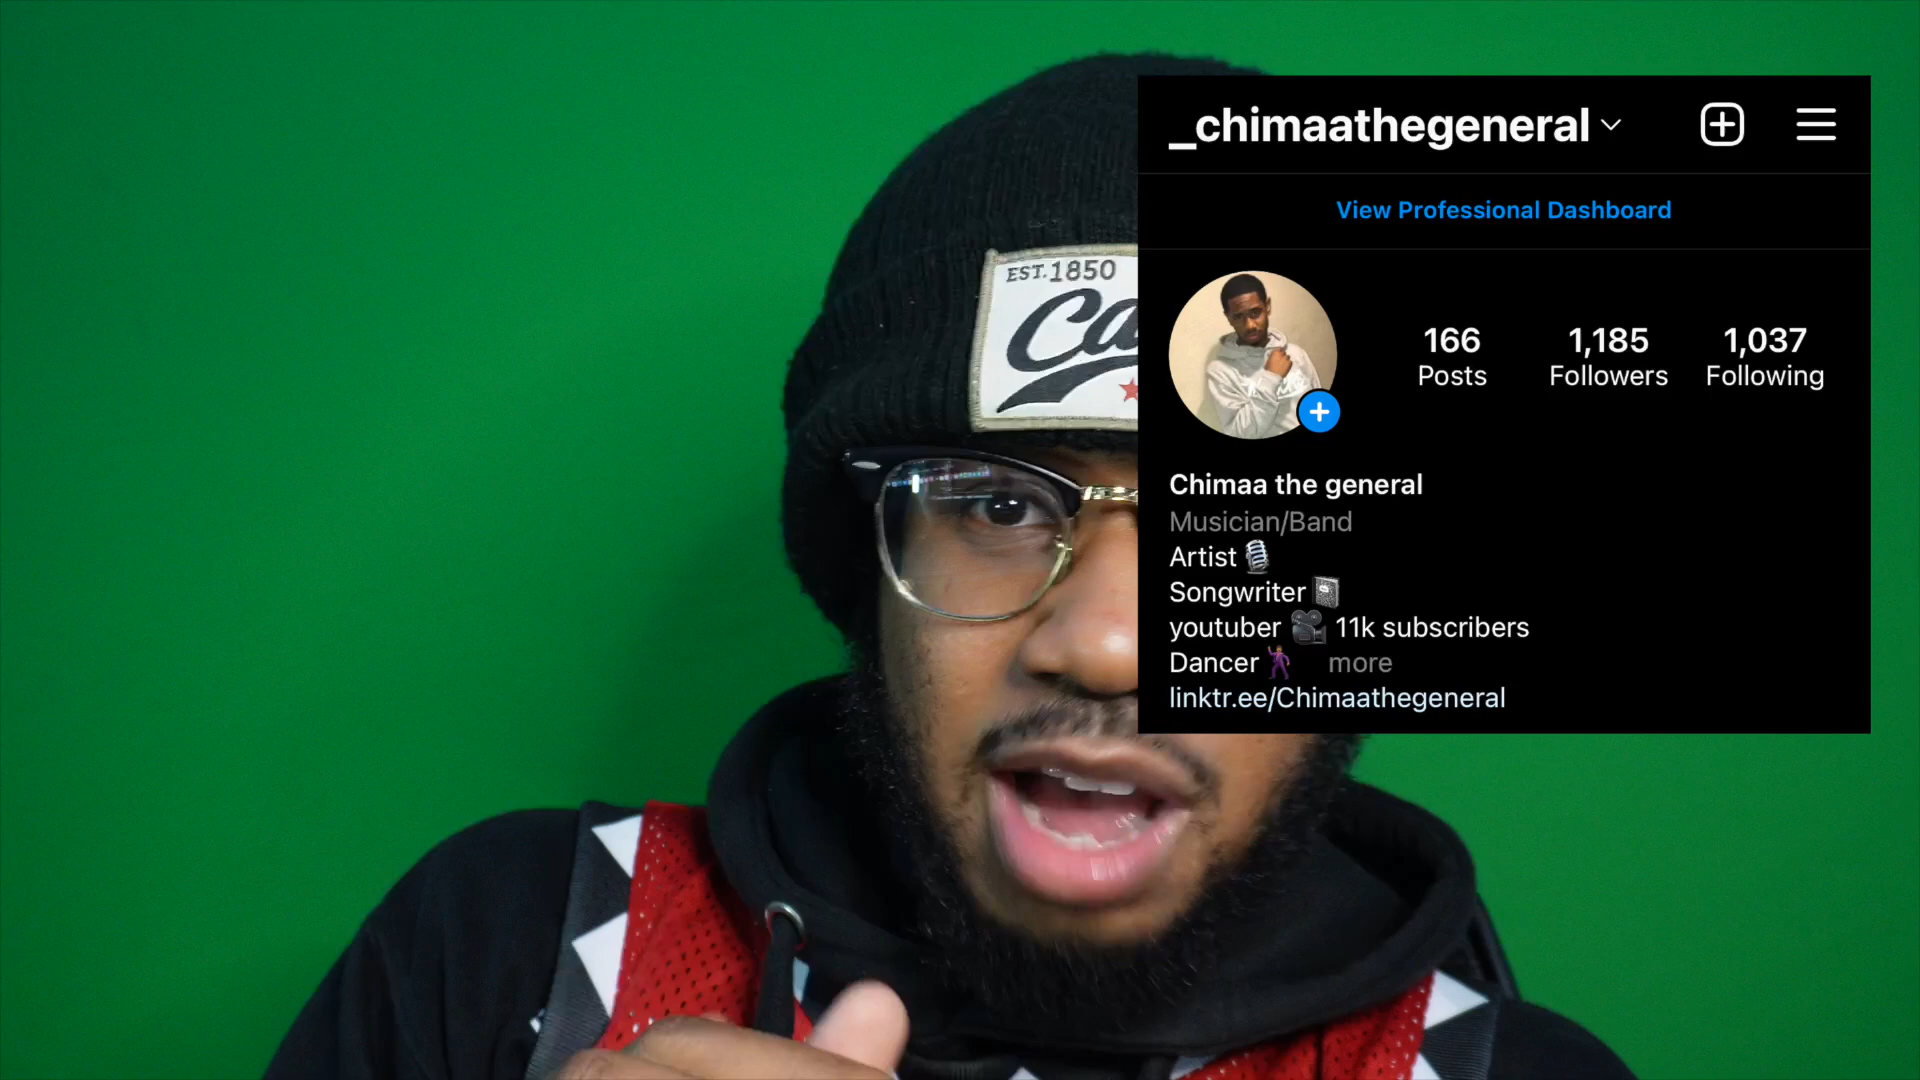 EST.1850
_chimaathegeneral
View Professional Dashboard
166 1,185 1,037
Posts Followers Following
Chimaa the general
Musician/Band
Artist 🎙️
Songwriter 📓
youtuber 🎥 11k subscribers
Dancer 🕺🏾 more
linktr.ee/Chimaathegeneral